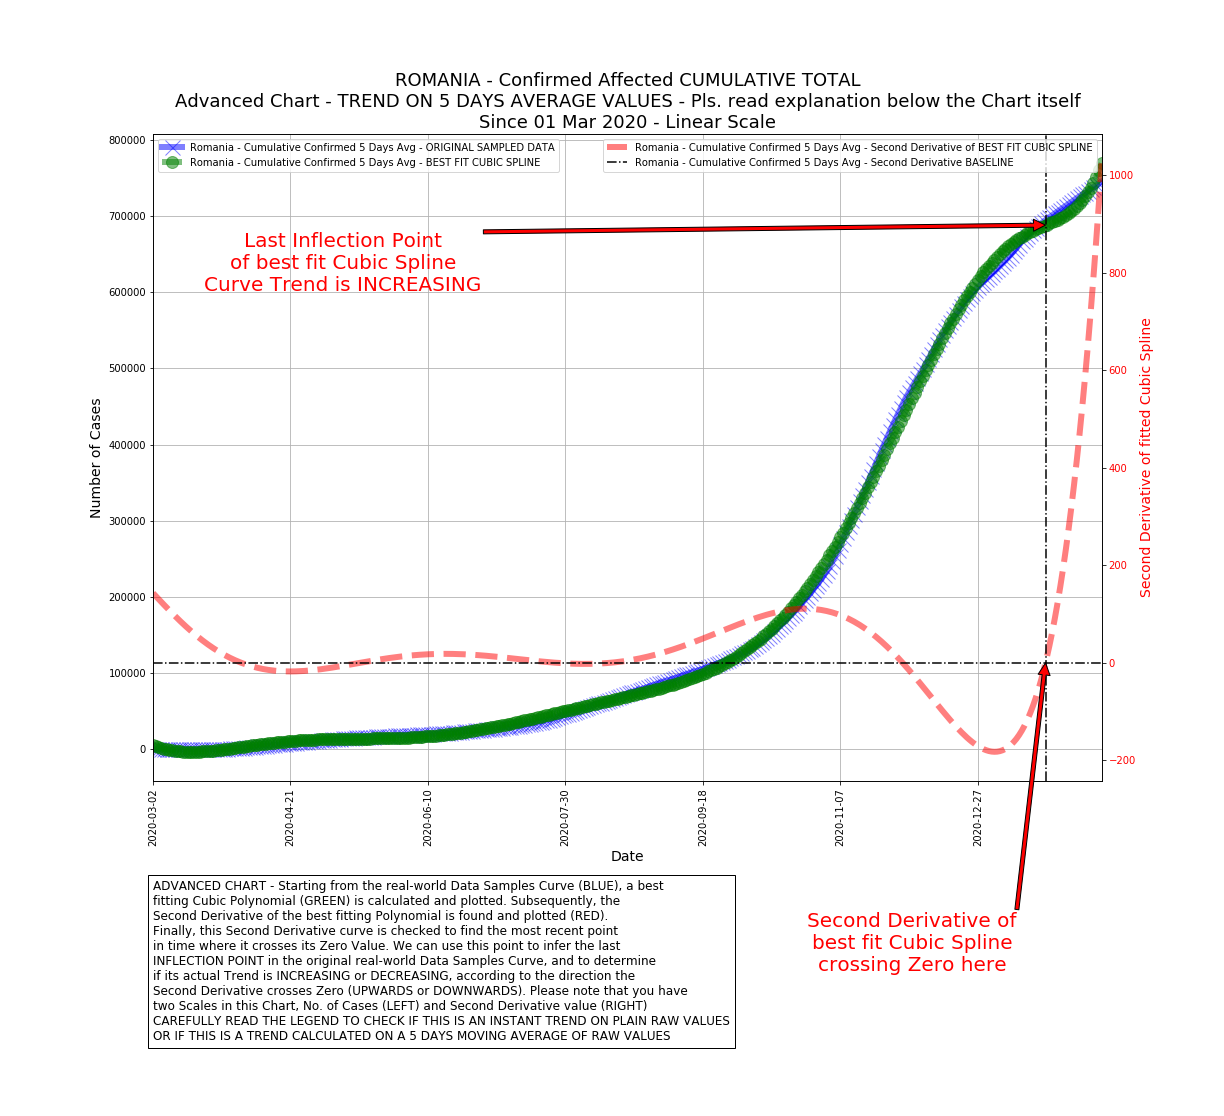 ROMANIA - Confirmed Affected CUMULATIVE TOTAL
Advanced Chart - TREND ON 5 DAYS AVERAGE VALUES - Pls. read explanation below the Chart itself
Since 01 Mar 2020 - Linear Scale
Romania - Cumulative Confirmed 5 Days Avg - ORIGINAL SAMPLED DATA
Romania - Cumulative Confirmed 5 Days Avg - BEST FIT CUBIC SPLINE
Romania - Cumulative Confirmed 5 Days Avg - Second Derivative of BEST FIT CUBIC SPLINE
Romania - Cumulative Confirmed 5 Days Avg - Second Derivative BASELINE
Last Inflection Point
of best fit Cubic Spline
Curve Trend is INCREASING
Number of Cases
800000
700000
600000
500000
400000
300000
200000
100000
0
1000
800
600
400
200
0
−200
Second Derivative of fitted Cubic Spline
2020-03-02
2020-04-21
2020-06-10
2020-07-30
2020-09-18
2020-11-07
2020-12-27
Date
ADVANCED CHART - Starting from the real-world Data Samples Curve (BLUE), a best
fitting Cubic Polynomial (GREEN) is calculated and plotted. Subsequently, the
Second Derivative of the best fitting Polynomial is found and plotted (RED).
Finally, this Second Derivative curve is checked to find the most recent point
in time where it crosses its Zero Value. We can use this point to infer the last
INFLECTION POINT in the original real-world Data Samples Curve, and to determine
if its actual Trend is INCREASING or DECREASING, according to the direction the
Second Derivative crosses Zero (UPWARDS or DOWNWARDS). Please note that you have
two Scales in this Chart, No. of Cases (LEFT) and Second Derivative value (RIGHT)
CAREFULLY READ THE LEGEND TO CHECK IF THIS IS AN INSTANT TREND ON PLAIN RAW VALUES
OR IF THIS IS A TREND CALCULATED ON A 5 DAYS MOVING AVERAGE OF RAW VALUES
Second Derivative of
best fit Cubic Spline
crossing Zero here